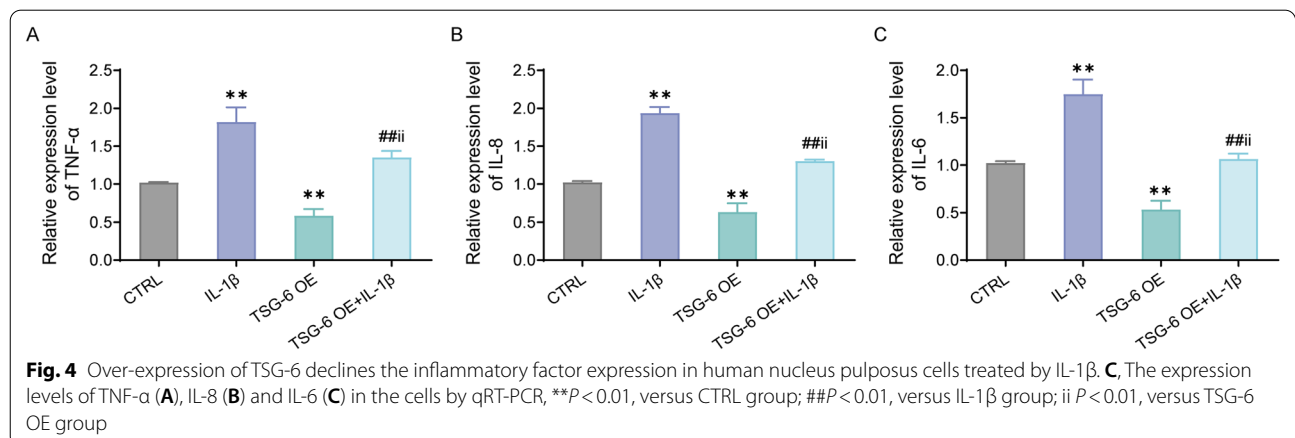 A
Relative expression level
of TNF-α
2.5
2.0
1.5
1.0
0.5
0.0
**
**
##ii
CTRL
IL-1β
TSG-6 OE
TSG-6 OE+IL-1β
B
Relative expression level
of IL-8
2.5
2.0
1.5
1.0
0.5
0.0
**
**
##ii
CTRL
IL-1β
TSG-6 OE
TSG-6 OE+IL-1β
C
Relative expression level
of IL-6
2.0
1.5
1.0
0.5
0.0
**
**
##ii
CTRL
IL-1β
TSG-6 OE
TSG-6 OE+IL-1β
Fig. 4 Over-expression of TSG-6 declines the inflammatory factor expression in human nucleus pulposus cells treated by IL-1β. C, The expression
levels of TNF-α (A), IL-8 (B) and IL-6 (C) in the cells by qRT-PCR, **P < 0.01, versus CTRL group; ##P < 0.01, versus IL-1β group; ii P < 0.01, versus TSG-6
OE group